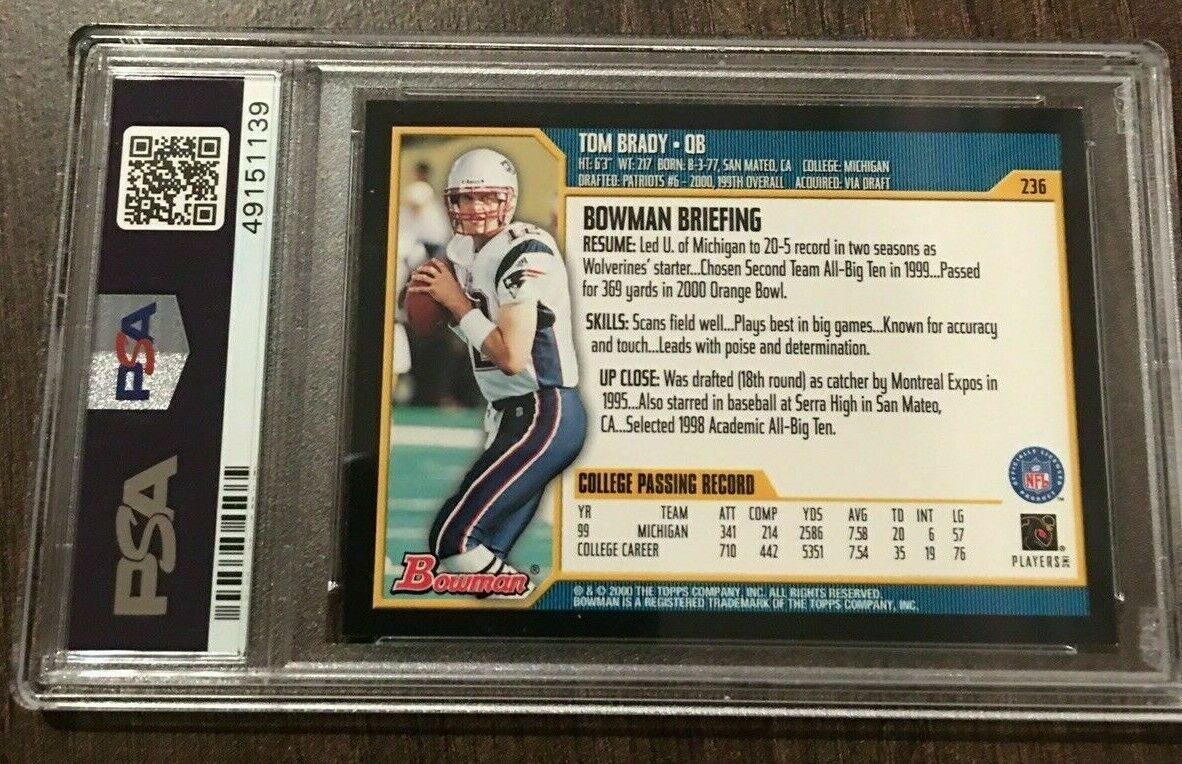 49151139
PSA
PSA
TOM BRADY • QB
HT: 6'3" WT: 217 BORN: 8-3-77, SAN MATEO, CA COLLEGE: MICHIGAN
DRAFTED: PATRIOTS #6 - 2000, 199TH OVERALL ACQUIRED: VIA DRAFT
236
BOWMAN BRIEFING
RESUME: Led U. of Michigan to 20-5 record in two seasons as
Wolverines' starter...Chosen Second Team All-Big Ten in 1999...Passed
for 369 yards in 2000 Orange Bowl.
SKILLS: Scans field well...Plays best in big games...Known for accuracy
and touch...Leads with poise and determination.
UP CLOSE: Was drafted (18th round) as catcher by Montreal Expos in
1995...Also starred in baseball at Serra High in San Mateo,
CA...Selected 1998 Academic All-Big Ten.
COLLEGE PASSING RECORD
YR TEAM ATT COMP YDS AVG TD INT LG
99 MICHIGAN 341 214 2586 7.58 20 6 57
COLLEGE CAREER 710 442 5351 7.54 35 19 76
NFL
PLAYERS INC
12
Bowman ®
® & © 2000 THE TOPPS COMPANY, INC. ALL RIGHTS RESERVED.
BOWMAN IS A REGISTERED TRADEMARK OF THE TOPPS COMPANY, INC.